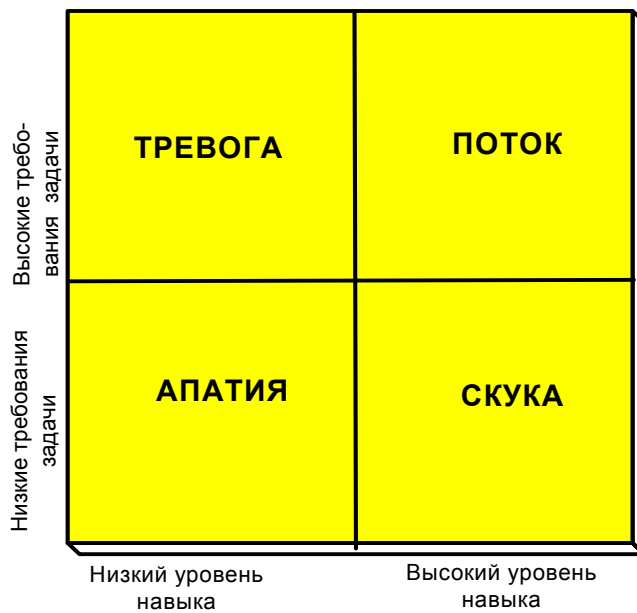 Высокие требо-
вания задачи
ТРЕВОГА
ПОТОК
Низкие требования
задачи
АПАТИЯ
СКУКА
Низкий уровень
навыка
Высокий уровень
навыка